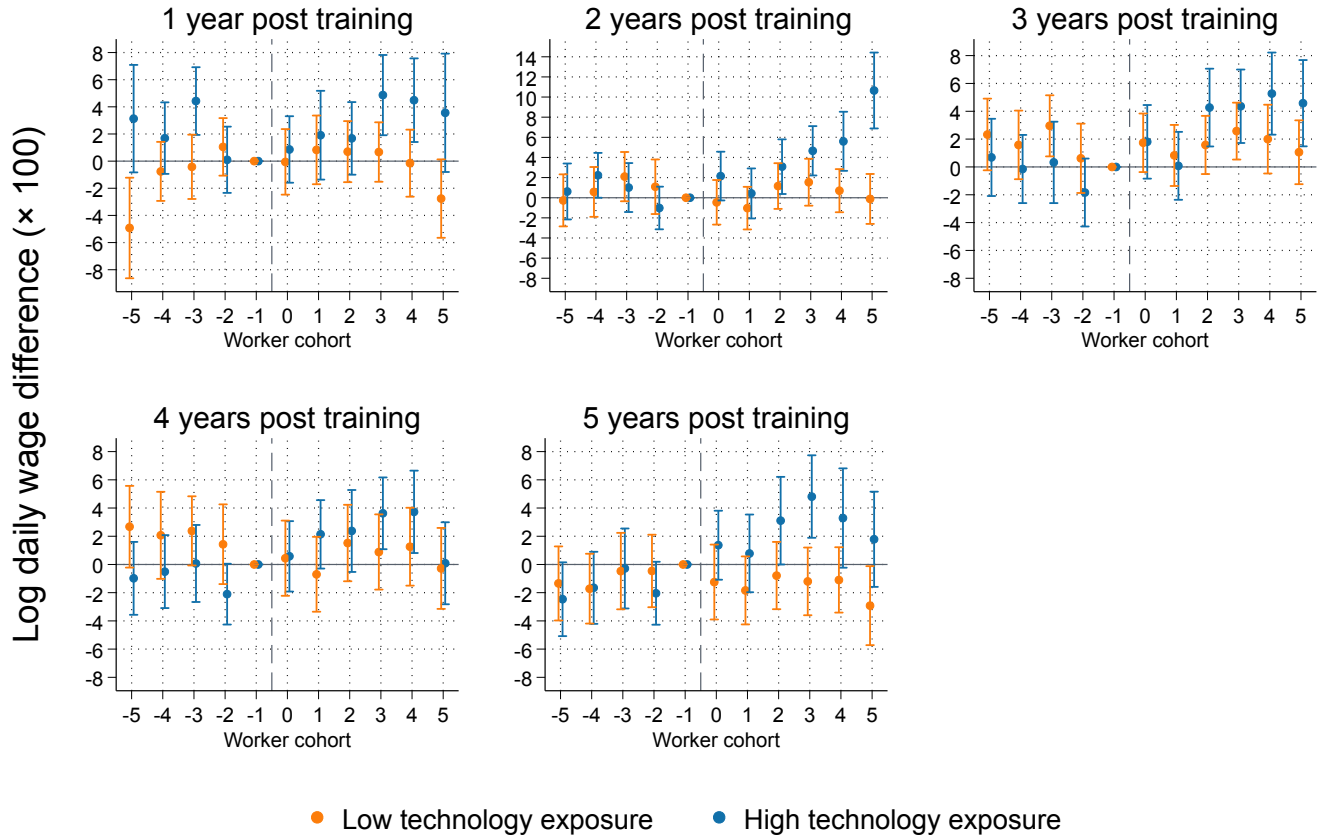 Log daily wage difference (× 100)
1 year post training
8
6
4
2
0
-2
-4
-6
-8
-5 -4 -3 -2 -1 0 1 2 3 4 5
Worker cohort
2 years post training
14
12
10
8
6
4
2
0
-2
-4
-6
-8
-5 -4 -3 -2 -1 0 1 2 3 4 5
Worker cohort
3 years post training
8
6
4
2
0
-2
-4
-6
-8
-5 -4 -3 -2 -1 0 1 2 3 4 5
Worker cohort
4 years post training
8
6
4
2
0
-2
-4
-6
-8
-5 -4 -3 -2 -1 0 1 2 3 4 5
Worker cohort
5 years post training
8
6
4
2
0
-2
-4
-6
-8
-5 -4 -3 -2 -1 0 1 2 3 4 5
Worker cohort
Low technology exposure
High technology exposure